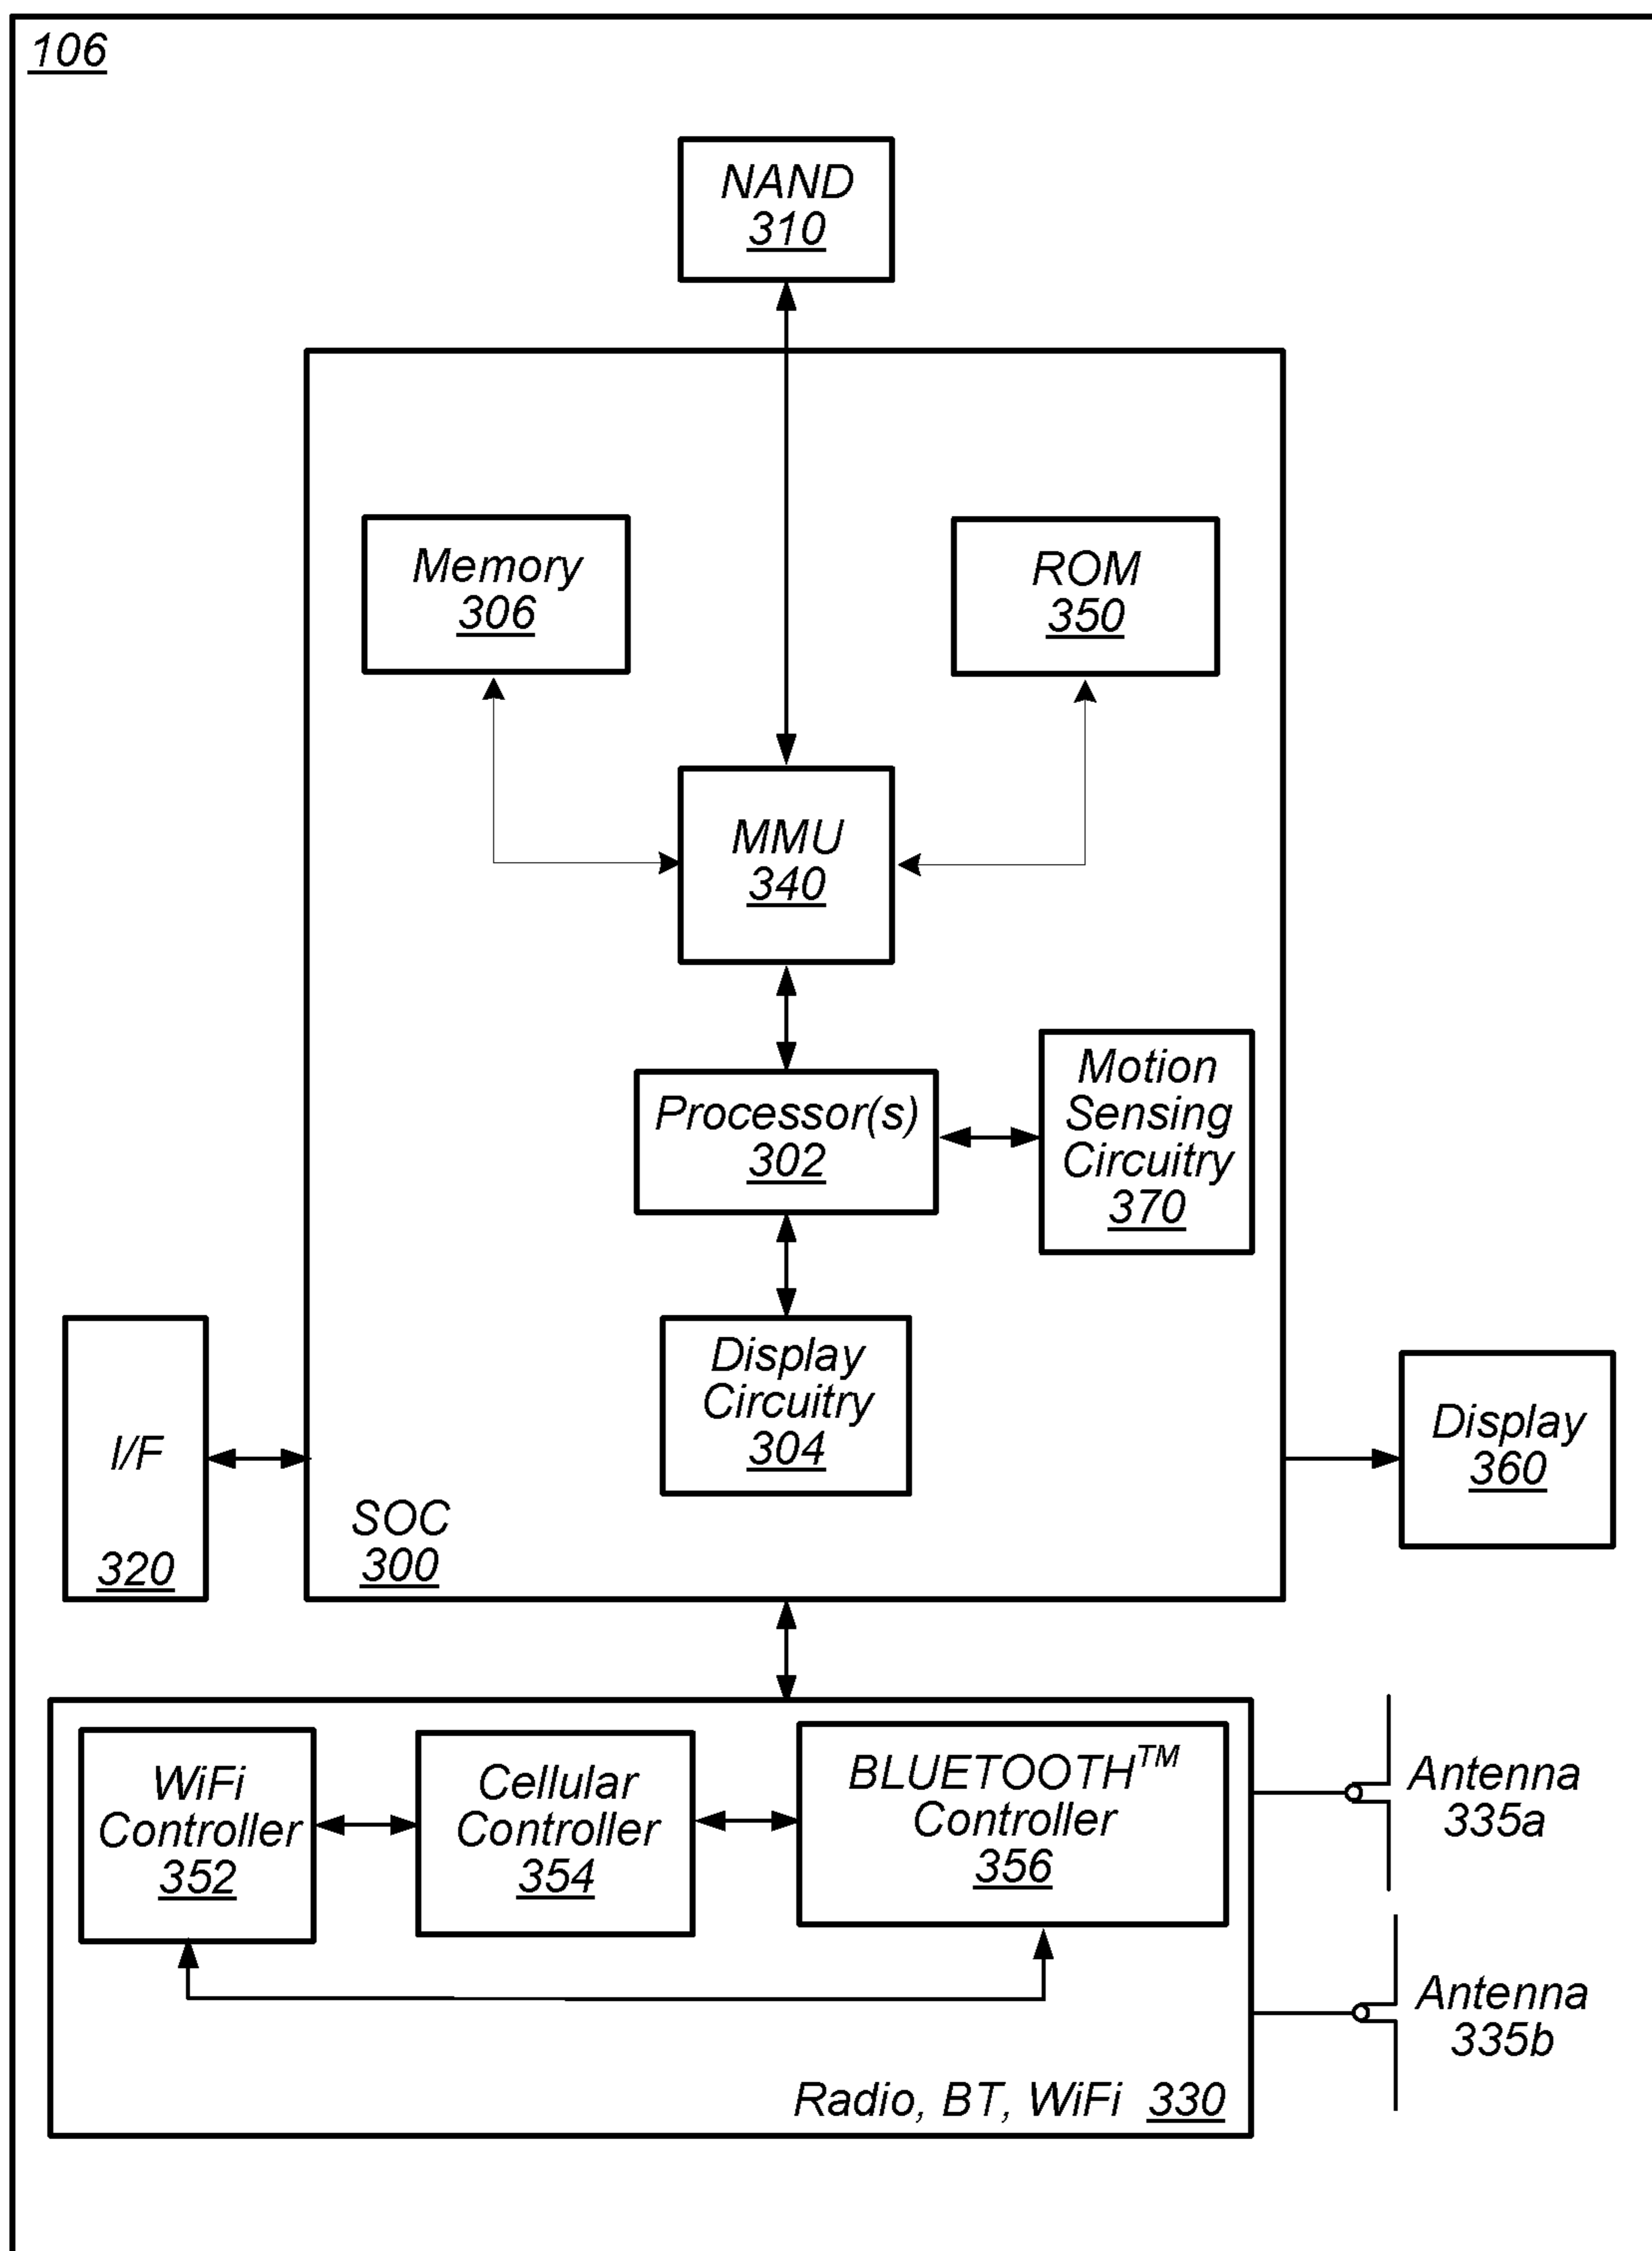 106
NAND
310
Memory
306
ROM
350
MMU
340
Processor(s)
302
Motion
Sensing
Circuitry
370
Display
Circuitry
304
I/F
320
SOC
300
Display
360
WiFi
Controller
352
Cellular
Controller
354
BLUETOOTH™
Controller
356
Antenna
335a
Antenna
335b
Radio, BT, WiFi 330